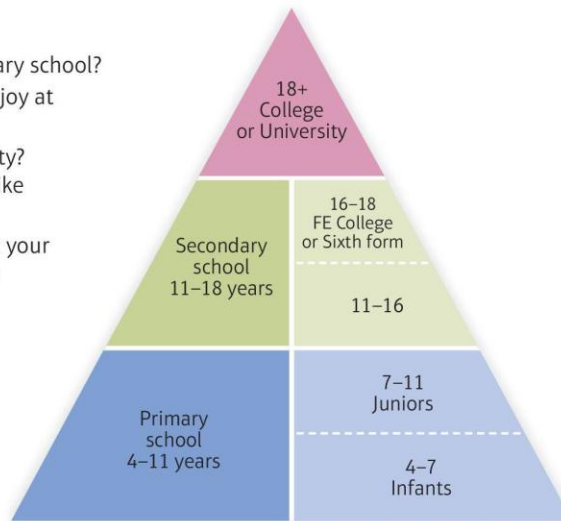 ary school?
joy at
ty?
ike
your
18+
College
or University
Secondary
school
11–18 years
16–18
FE College
or Sixth form
11–16
Primary
school
4–11 years
7–11
Juniors
4–7
Infants